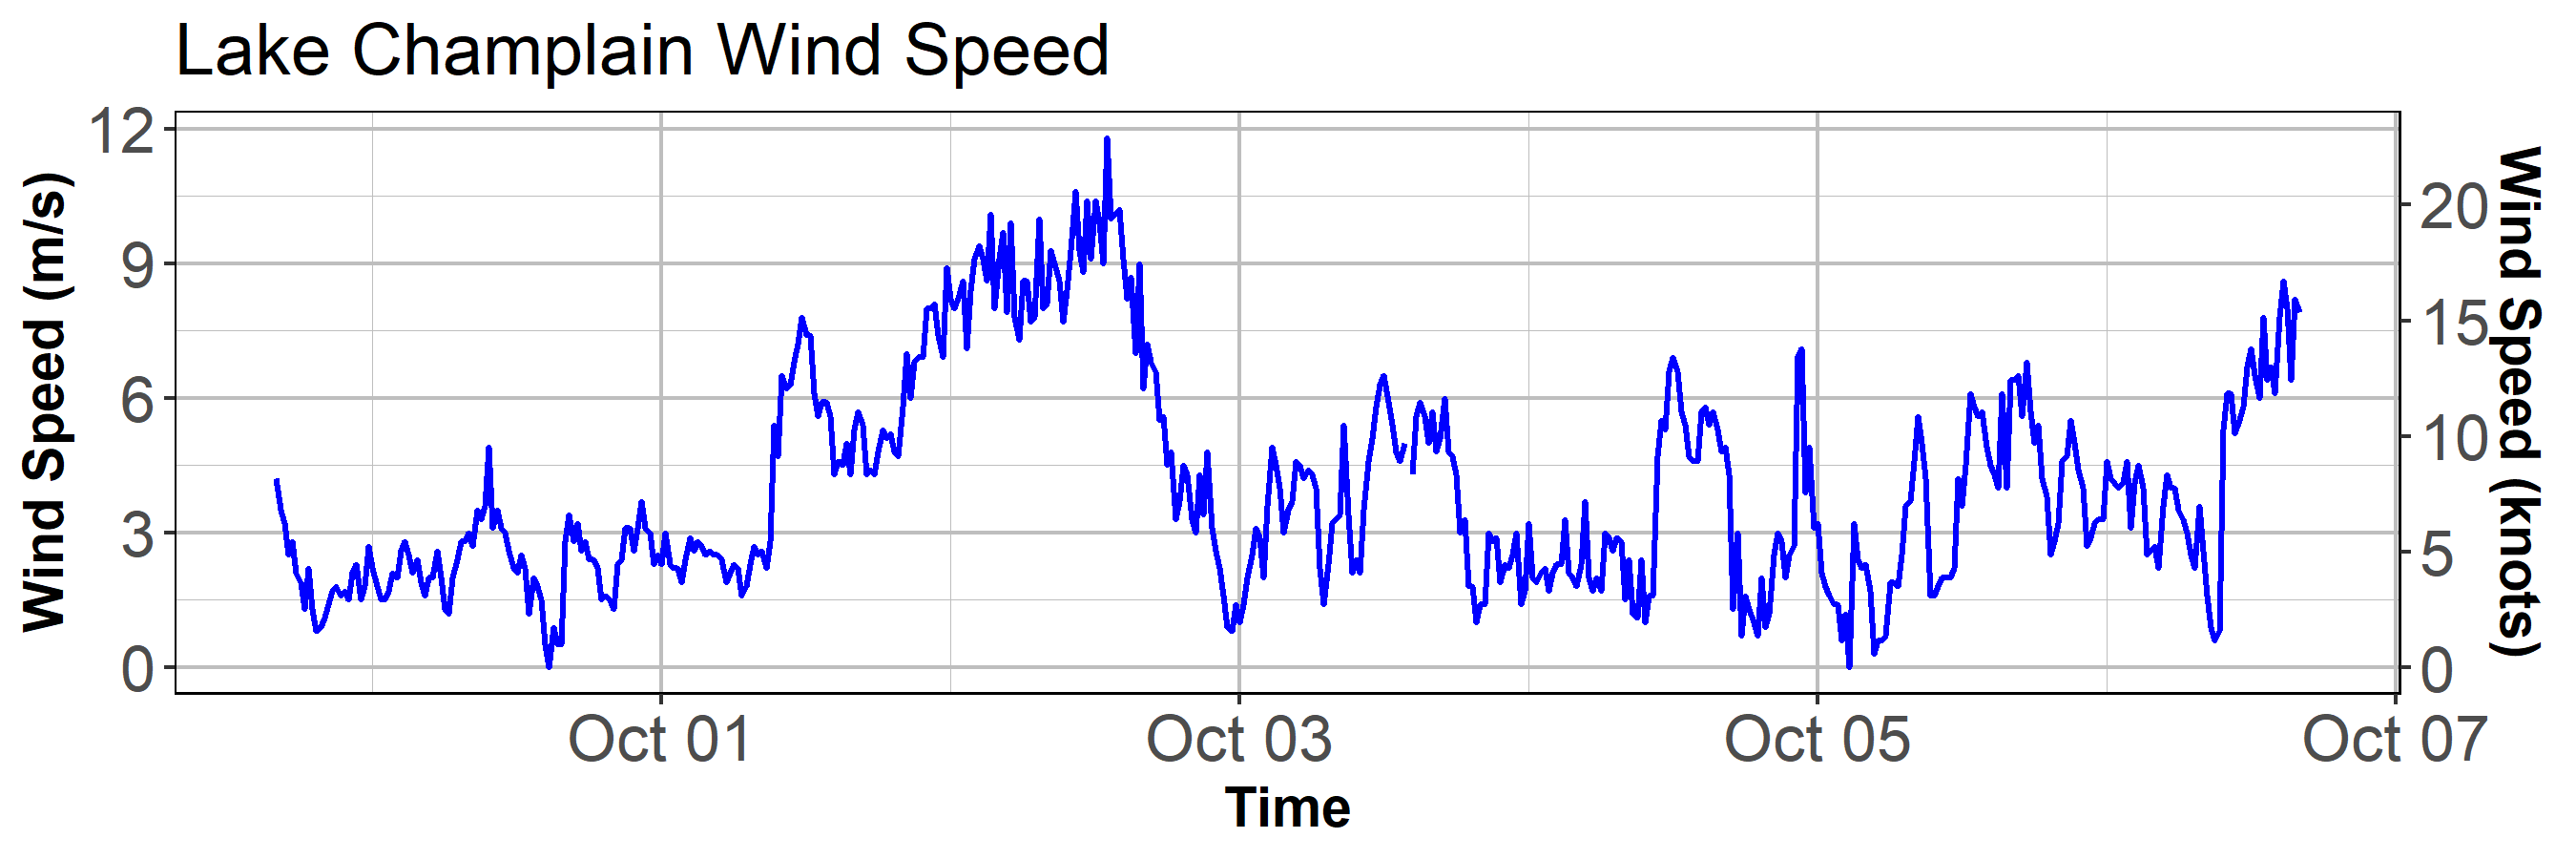 Lake Champlain Wind Speed
Wind Speed (m/s)
12
9
6
3
0
20
15
10
5
0
Wind Speed (knots)
Oct 01
Oct 03
Oct 05
Oct 07
Time